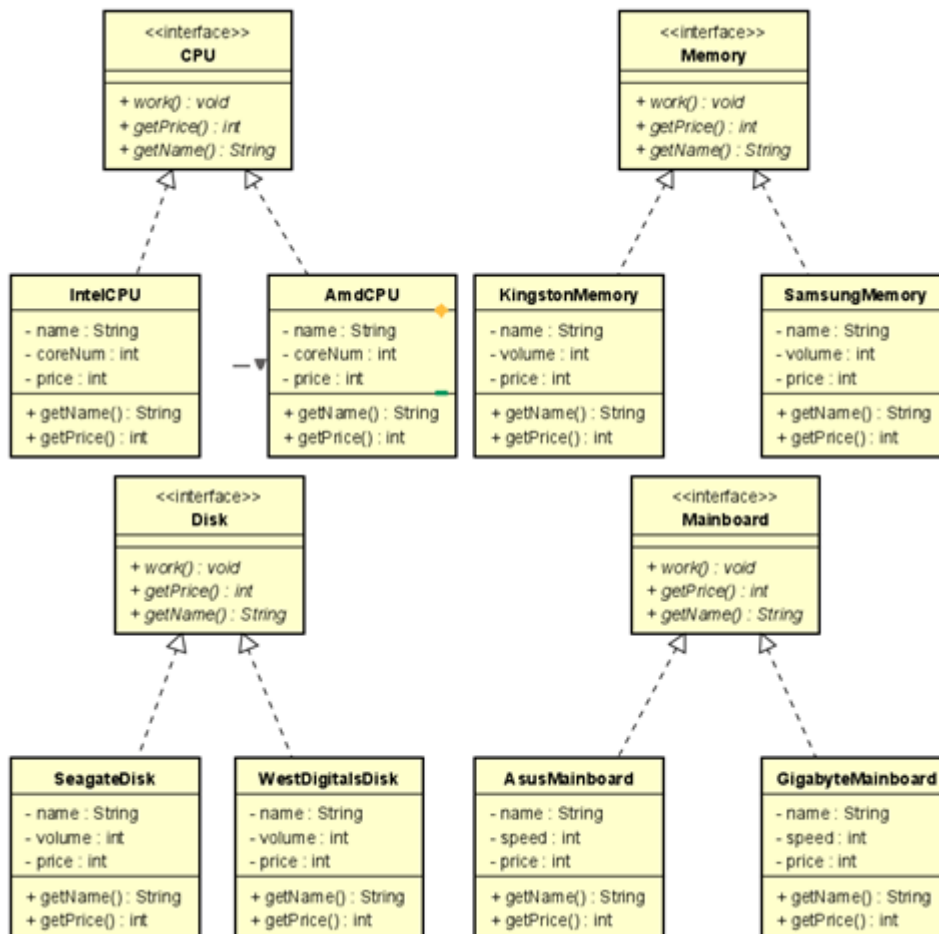 <<interface>>
CPU
+ work() : void
+ getPrice() : int
+ getName() : String
<<interface>>
Memory
+ work() : void
+ getPrice() : int
+ getName() : String
IntelCPU
- name : String
- coreNum : int
- price : int
+ getName() : String
+ getPrice() : int
AmdCPU
- name : String
- coreNum : int
- price : int
+ getName() : String
+ getPrice() : int
KingstonMemory
- name : String
- volume : int
- price : int
+ getName() : String
+ getPrice() : int
SamsungMemory
- name : String
- volume : int
- price : int
+ getName() : String
+ getPrice() : int
<<interface>>
Disk
+ work() : void
+ getPrice() : int
+ getName() : String
<<interface>>
Mainboard
+ work() : void
+ getPrice() : int
+ getName() : String
SeagateDisk
- name : String
- volume : int
- price : int
+ getName() : String
+ getPrice() : int
WestDigitalsDisk
- name : String
- volume : int
- price : int
+ getName() : String
+ getPrice() : int
AsusMainboard
- name : String
- speed : int
- price : int
+ getName() : String
+ getPrice() : int
GigabyteMainboard
- name : String
- speed : int
- price : int
+ getName() : String
+ getPrice() : int